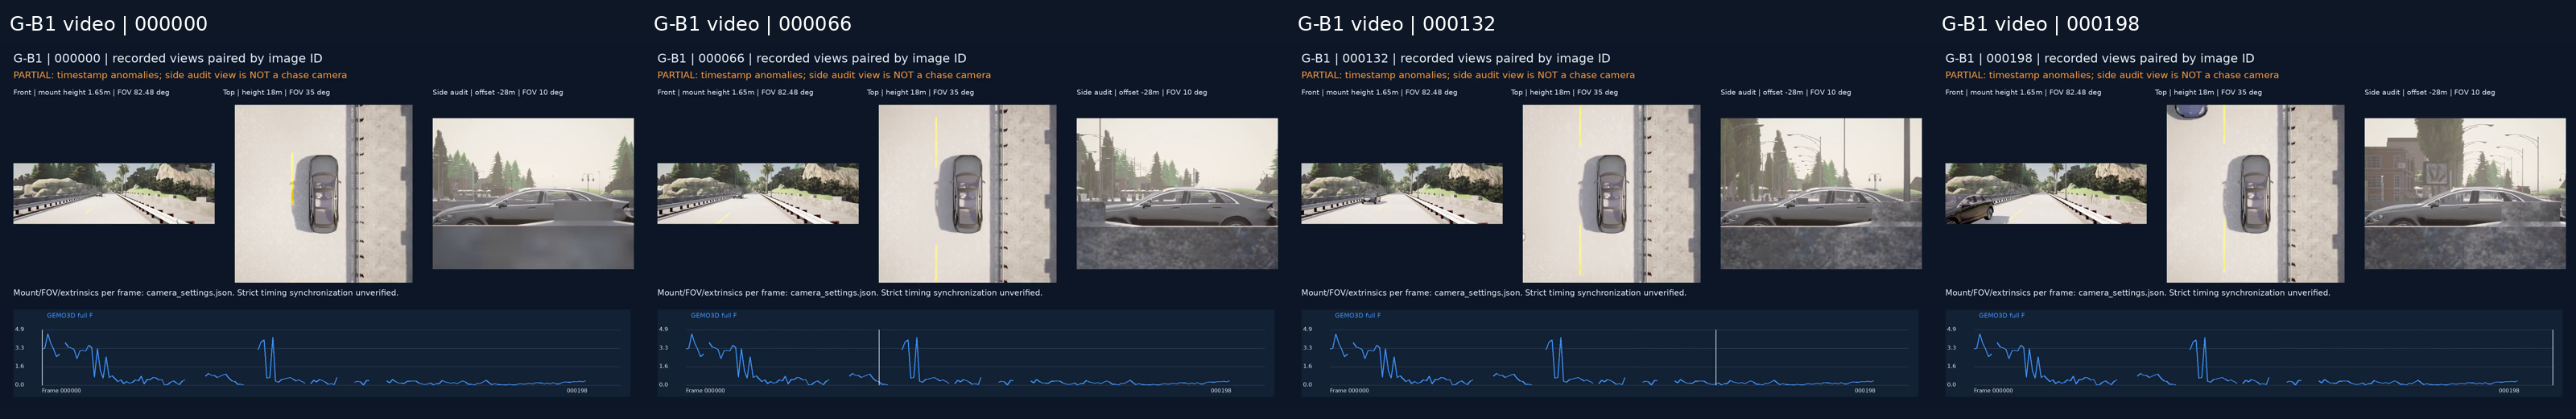 G-B1 video | 000000
G-B1 | 000000 | recorded views paired by image ID
PARTIAL: timestamp anomalies; side audit view is NOT a chase camera
Front | mount height 1.65m | FOV 82.48 deg
Top | height 18m | FOV 35 deg
Side audit | offset -28m | FOV 10 deg
Mount/FOV/extrinsics per frame: camera_settings.json. Strict timing synchronization unverified.
GEMO3D full F
4.9
3.3
1.6
0.0
Frame 000000
000198
G-B1 video | 000066
G-B1 | 000066 | recorded views paired by image ID
PARTIAL: timestamp anomalies; side audit view is NOT a chase camera
Front | mount height 1.65m | FOV 82.48 deg
Top | height 18m | FOV 35 deg
Side audit | offset -28m | FOV 10 deg
Mount/FOV/extrinsics per frame: camera_settings.json. Strict timing synchronization unverified.
GEMO3D full F
4.9
3.3
1.6
0.0
Frame 000000
000198
G-B1 video | 000132
G-B1 | 000132 | recorded views paired by image ID
PARTIAL: timestamp anomalies; side audit view is NOT a chase camera
Front | mount height 1.65m | FOV 82.48 deg
Top | height 18m | FOV 35 deg
Side audit | offset -28m | FOV 10 deg
Mount/FOV/extrinsics per frame: camera_settings.json. Strict timing synchronization unverified.
GEMO3D full F
4.9
3.3
1.6
0.0
Frame 000000
000198
G-B1 video | 000198
G-B1 | 000198 | recorded views paired by image ID
PARTIAL: timestamp anomalies; side audit view is NOT a chase camera
Front | mount height 1.65m | FOV 82.48 deg
Top | height 18m | FOV 35 deg
Side audit | offset -28m | FOV 10 deg
Mount/FOV/extrinsics per frame: camera_settings.json. Strict timing synchronization unverified.
GEMO3D full F
4.9
3.3
1.6
0.0
Frame 000000
000198